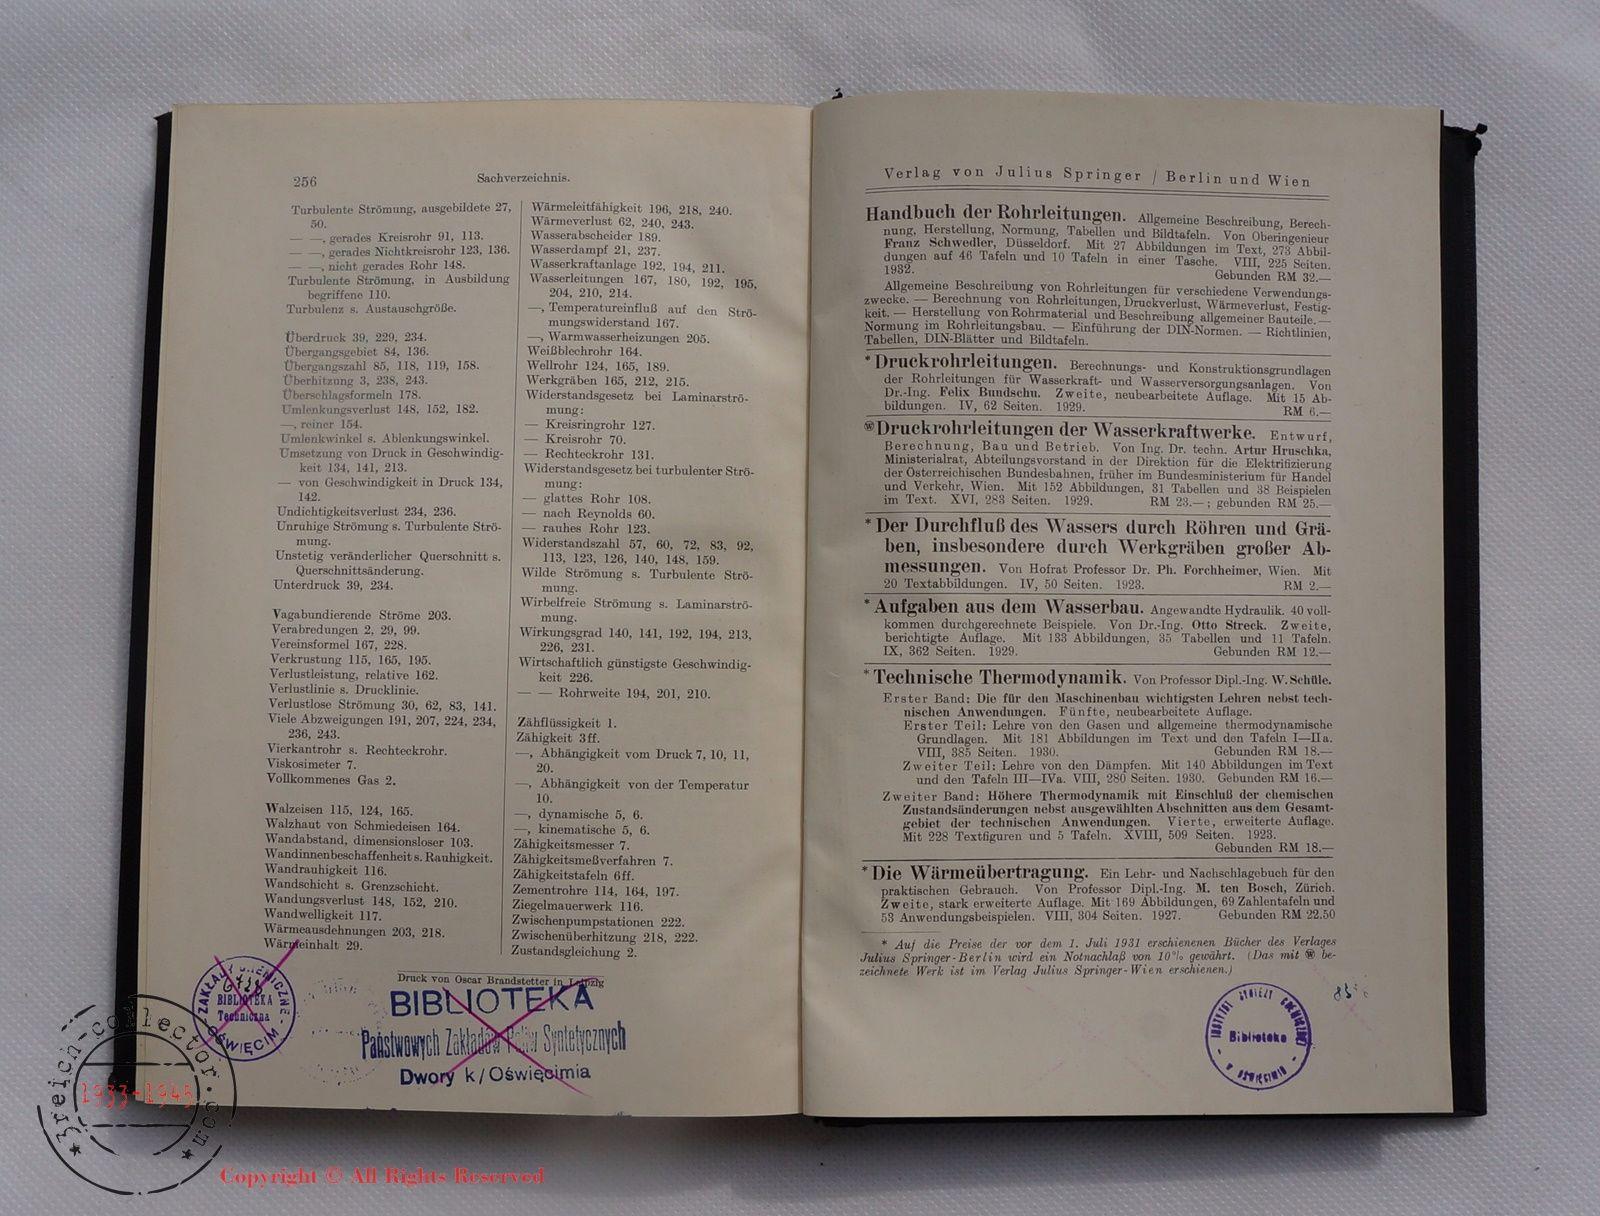 256
Sachverzeichnis.
Turbulente Strömung, ausgebildete 27,
50.
— —, gerades Kreisrohr 91, 113.
— —, gerades Nichtkreisrohr 123, 136.
— —, nicht gerades Rohr 148.
Turbulente Strömung, in Ausbildung
begriffene 110.
Turbulenz s. Austauschgröße.
Überdruck 39, 229, 234.
Übergangsgebiet 84, 136.
Übergangszahl 85, 118, 119, 158.
Überhitzung 3, 238, 243.
Überschlagsformeln 178.
Umlenkungsverlust 148, 152, 182.
—, reiner 154.
Umlenkwinkel s. Ablenkungswinkel.
Umsetzung von Druck in Geschwindig-
keit 134, 141, 213.
— von Geschwindigkeit in Druck 134,
142.
Undichtigkeitsverlust 234, 236.
Unruhige Strömung s. Turbulente Strö-
mung.
Unstetig veränderlicher Querschnitt s.
Querschnittsänderung.
Unterdruck 39, 234.
Vagabundierende Ströme 203.
Verabredungen 2, 29, 99.
Vereinsformel 167, 228.
Verkrustung 115, 165, 195.
Verlustleistung, relative 162.
Verlustlinie s. Drucklinie.
Verlustlose Strömung 30, 62, 83, 141.
Viele Abzweigungen 191, 207, 224, 234,
236, 243.
Vierkantrohr s. Rechteckrohr.
Viskosimeter 7.
Vollkommenes Gas 2.
Walzeisen 115, 124, 165.
Walzhaut von Schmiedeisen 164.
Wandabstand, dimensionsloser 103.
Wandinnenbeschaffenheit s. Rauhigkeit.
Wandrauhigkeit 116.
Wandschicht s. Grenzschicht.
Wandungsverlust 148, 152, 210.
Wandwelligkeit 117.
Wärmeausdehnungen 203, 218.
Wärmeinhalt 29.
Wärmeleitfähigkeit 196, 218, 240.
Wärmeverlust 62, 240, 243.
Wasserabscheider 189.
Wasserdampf 21, 237.
Wasserkraftanlage 192, 194, 211.
Wasserleitungen 167, 180, 192, 195,
204, 210, 214.
—, Temperatureinfluß auf den Strö-
mungswiderstand 167.
—, Warmwasserheizungen 205.
Weißblechrohr 164.
Wellrohr 124, 165, 189.
Werkgräben 165, 212, 215.
Widerstandsgesetz bei Laminarströ-
mung:
— Kreisringrohr 127.
— Kreisrohr 70.
— Rechteckrohr 131.
Widerstandsgesetz bei turbulenter Strö-
mung:
— glattes Rohr 108.
— nach Reynolds 60.
— rauhes Rohr 123.
Widerstandszahl 57, 60, 72, 83, 92,
113, 123, 126, 140, 148, 159.
Wilde Strömung s. Turbulente Strö-
mung.
Wirbelfreie Strömung s. Laminarströ-
mung.
Wirkungsgrad 140, 141, 192, 194, 213,
226, 231.
Wirtschaftlich günstigste Geschwindig-
keit 226.
— — Rohrweite 194, 201, 210.
Zähflüssigkeit 1.
Zähigkeit 3ff.
—, Abhängigkeit vom Druck 7, 10, 11,
20.
—, Abhängigkeit von der Temperatur
10.
—, dynamische 5, 6.
—, kinematische 5, 6.
Zähigkeitsmesser 7.
Zähigkeitsmeßverfahren 7.
Zähigkeitstafeln 6ff.
Zementrohre 114, 164, 197.
Ziegelmauerwerk 116.
Zwischenpumpstationen 222.
Zwischenüberhitzung 218, 222.
Zustandsgleichung 2.
Druck von Oscar Brandstetter in Leipzig
BIBLIOTEKA
Państwowych Zakładów Paliw Syntetycznych
Dwory k/Oświęcimia
ZAKŁADY CHEMICZNE
BIBLIOTEKA
Techniczna
OŚWIĘCIM
Verlag von Julius Springer / Berlin und Wien
Handbuch der Rohrleitungen. Allgemeine Beschreibung, Berech-
nung, Herstellung, Normung, Tabellen und Bildtafeln. Von Oberingenieur
Franz Schwedler, Düsseldorf. Mit 27 Abbildungen im Text, 273 Abbil-
dungen auf 46 Tafeln und 10 Tafeln in einer Tasche. VIII, 225 Seiten.
1932. Gebunden RM 32.—
Allgemeine Beschreibung von Rohrleitungen für verschiedene Verwendungs-
zwecke. — Berechnung von Rohrleitungen, Druckverlust, Wärmeverlust, Festig-
keit. — Herstellung von Rohrmaterial und Beschreibung allgemeiner Bauteile. —
Normung im Rohrleitungsbau. — Einführung der DIN-Normen. — Richtlinien,
Tabellen, DIN-Blätter und Bildtafeln.
* Druckrohrleitungen. Berechnungs- und Konstruktionsgrundlagen
der Rohrleitungen für Wasserkraft- und Wasserversorgungsanlagen. Von
Dr.-Ing. Felix Bundschu. Zweite, neubearbeitete Auflage. Mit 15 Ab-
bildungen. IV, 62 Seiten. 1929. RM 6.—
Ⓦ Druckrohrleitungen der Wasserkraftwerke. Entwurf,
Berechnung, Bau und Betrieb. Von Ing. Dr. techn. Artur Hruschka,
Ministerialrat, Abteilungsvorstand in der Direktion für die Elektrifizierung
der Österreichischen Bundesbahnen, früher im Bundesministerium für Handel
und Verkehr, Wien. Mit 152 Abbildungen, 31 Tabellen und 38 Beispielen
im Text. XVI, 283 Seiten. 1929. RM 23.—; gebunden RM 25.—
* Der Durchfluß des Wassers durch Röhren und Grä-
ben, insbesondere durch Werkgräben großer Ab-
messungen. Von Hofrat Professor Dr. Ph. Forchheimer, Wien. Mit
20 Textabbildungen. IV, 50 Seiten. 1923. RM 2.—
* Aufgaben aus dem Wasserbau. Angewandte Hydraulik. 40 voll-
kommen durchgerechnete Beispiele. Von Dr.-Ing. Otto Streck. Zweite,
berichtigte Auflage. Mit 133 Abbildungen, 35 Tabellen und 11 Tafeln.
IX, 362 Seiten. 1929. Gebunden RM 12.—
* Technische Thermodynamik. Von Professor Dipl.-Ing. W. Schüle.
Erster Band: Die für den Maschinenbau wichtigsten Lehren nebst tech-
nischen Anwendungen. Fünfte, neubearbeitete Auflage.
Erster Teil: Lehre von den Gasen und allgemeine thermodynamische
Grundlagen. Mit 181 Abbildungen im Text und den Tafeln I—IIa.
VIII, 385 Seiten. 1930. Gebunden RM 18.—
Zweiter Teil: Lehre von den Dämpfen. Mit 140 Abbildungen im Text
und den Tafeln III—IVa. VIII, 280 Seiten. 1930. Gebunden RM 16.—
Zweiter Band: Höhere Thermodynamik mit Einschluß der chemischen
Zustandsänderungen nebst ausgewählten Abschnitten aus dem Gesamt-
gebiet der technischen Anwendungen. Vierte, erweiterte Auflage.
Mit 228 Textfiguren und 5 Tafeln. XVIII, 509 Seiten. 1923.
Gebunden RM 18.—
* Die Wärmeübertragung. Ein Lehr- und Nachschlagebuch für den
praktischen Gebrauch. Von Professor Dipl.-Ing. M. ten Bosch, Zürich.
Zweite, stark erweiterte Auflage. Mit 169 Abbildungen, 69 Zahlentafeln und
53 Anwendungsbeispielen. VIII, 304 Seiten. 1927. Gebunden RM 22.50
* Auf die Preise der vor dem 1. Juli 1931 erschienenen Bücher des Verlages
Julius Springer-Berlin wird ein Notnachlaß von 10% gewährt. (Das mit Ⓦ be-
zeichnete Werk ist im Verlag Julius Springer-Wien erschienen.)
Biblioteka
3reich-collector.com
1933-1945
Copyright © All Rights Reserved